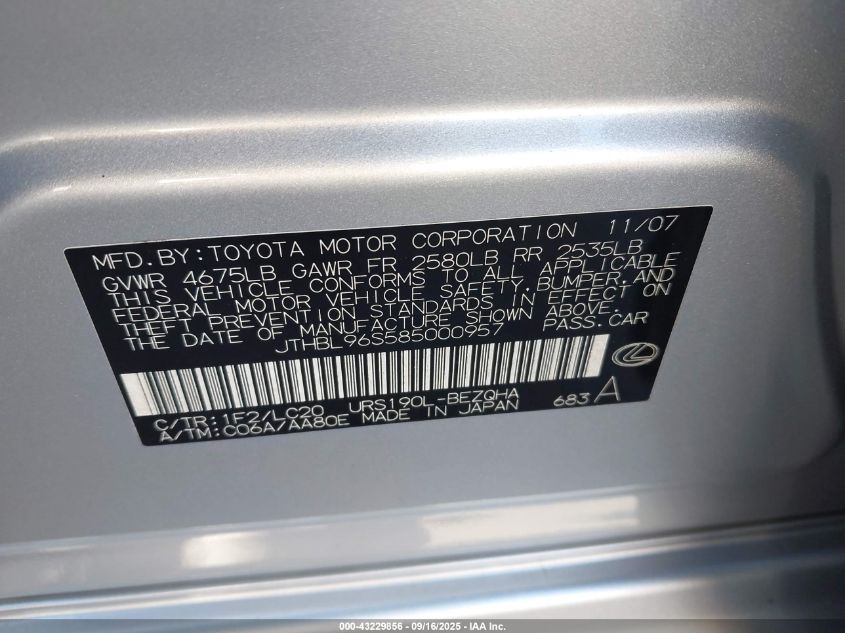 MFD.BY:TOYOTA MOTOR CORPORATION 11/07
GVWR 4675LB GAWR FR 2580LB RR 2535LB
THIS VEHICLE CONFORMS TO ALL APPLICABLE
FEDERAL MOTOR VEHICLE SAFETY,BUMPER,AND
THEFT PREVENTION STANDARDS IN EFFECT ON
THE DATE OF MANUFACTURE SHOWN ABOVE.
JTHBL96S585000957 PASS.CAR
C/TR:1F2/LC20 URS190L-BEZQHA
A/TM:C06A/AA80E MADE IN JAPAN 683 A
000-43229856 - 09/16/2025 - IAA Inc.